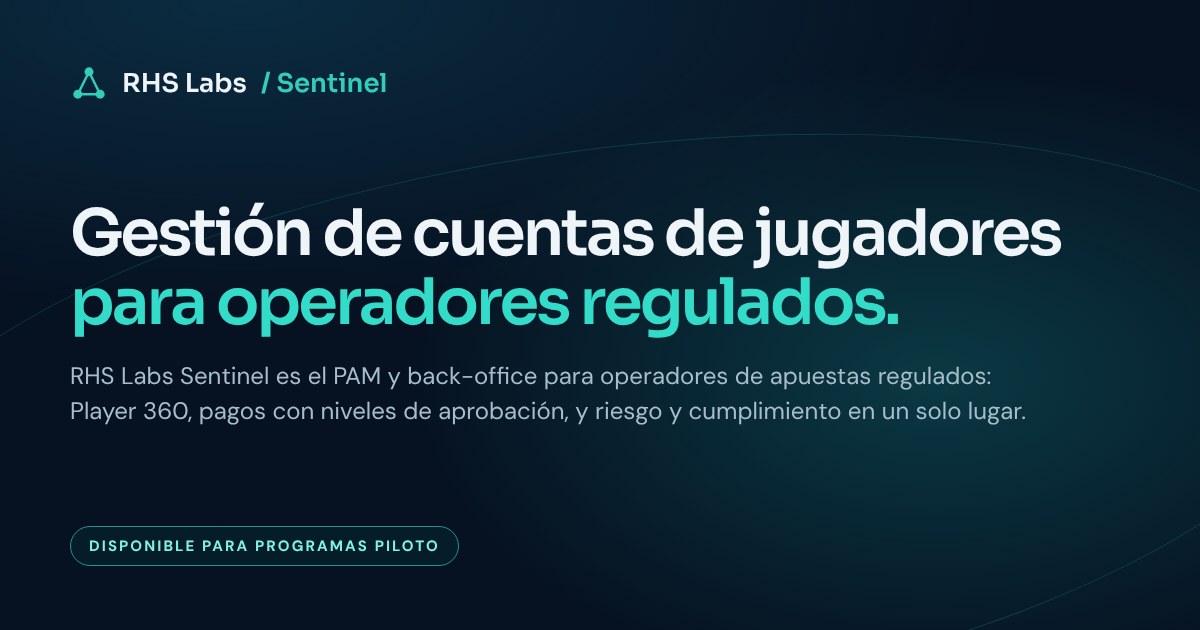 RHS Labs / Sentinel
Gestión de cuentas de jugadores
para operadores regulados.
RHS Labs Sentinel es el PAM y back-office para operadores de apuestas regulados:
Player 360, pagos con niveles de aprobación, y riesgo y cumplimiento en un solo lugar.
DISPONIBLE PARA PROGRAMAS PILOTO